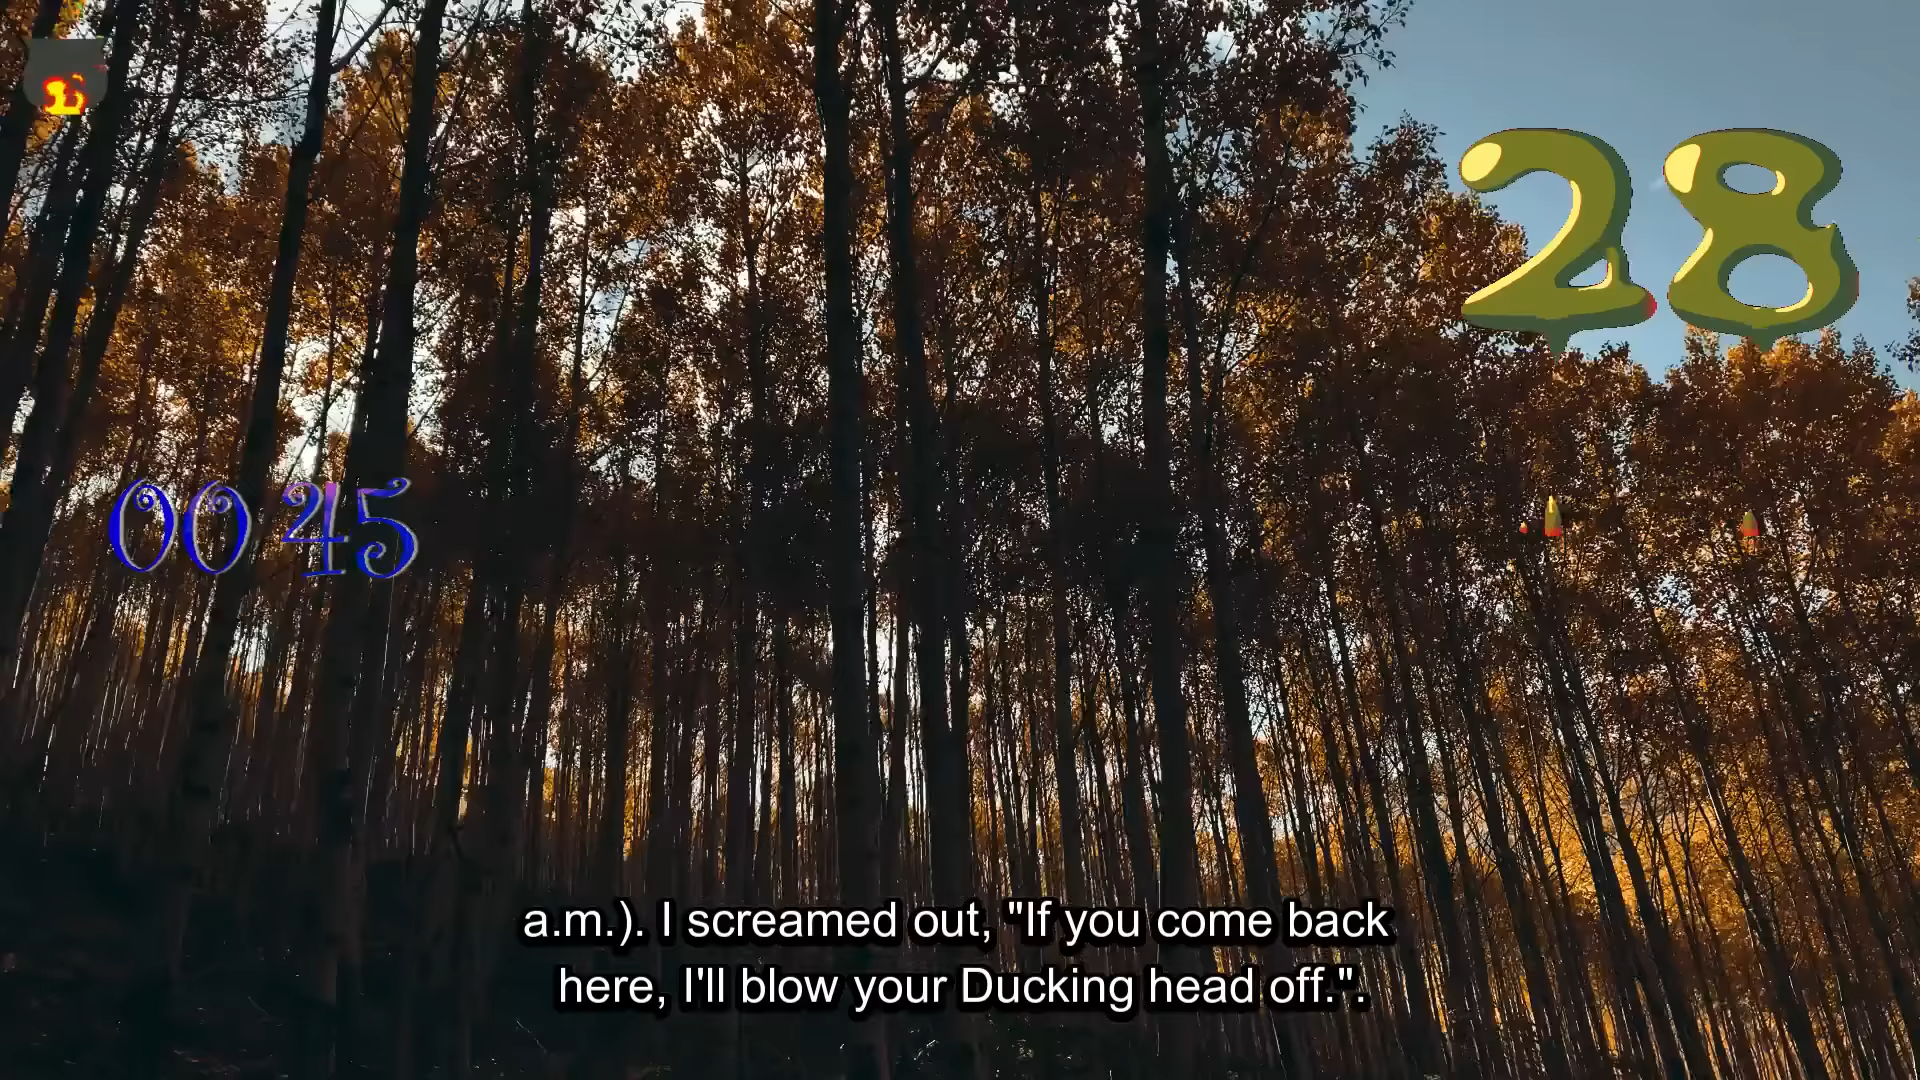 28
00 45
a.m.). I screamed out, "If you come back
here, I'll blow your Ducking head off.".